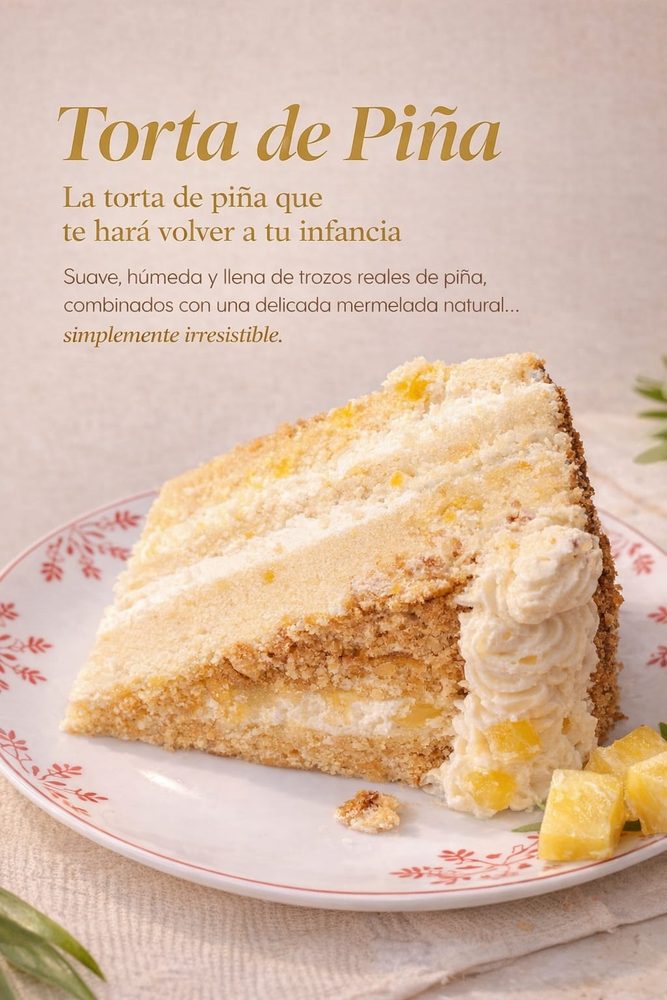 Torta de Piña
La torta de piña que
te hará volver a tu infancia
Suave, húmeda y llena de trozos reales de piña,
combinados con una delicada mermelada natural...
simplemente irresistible.